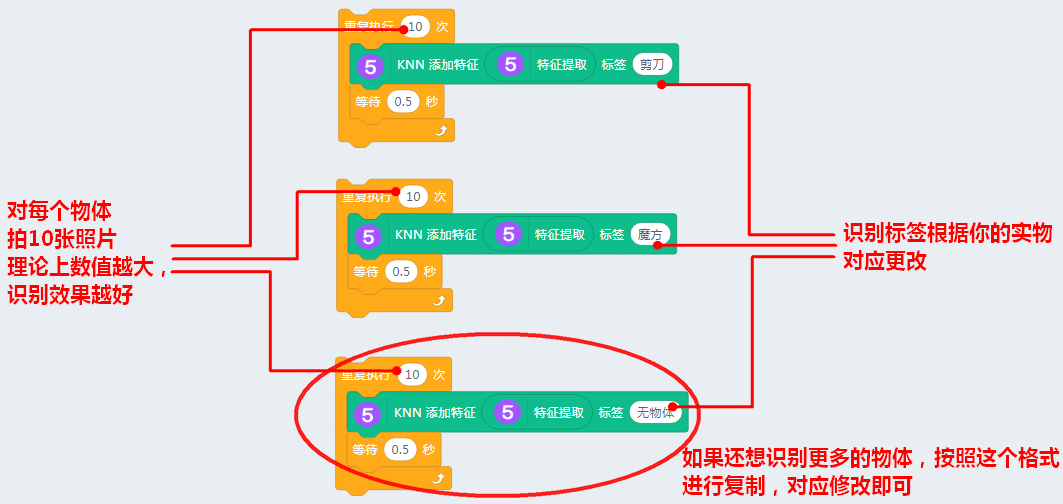 重复执行 10 次
5 KNN 添加特征 5 特征提取 标签 剪刀
等待 0.5 秒
重复执行 10 次
5 KNN 添加特征 5 特征提取 标签 魔方
等待 0.5 秒
对每个物体
拍10张照片
理论上数值越大，
识别效果越好
识别标签根据你的实物
对应更改
重复执行 10 次
5 KNN 添加特征 5 特征提取 标签 无物体
等待 0.5 秒
如果还想识别更多的物体，按照这个格式
进行复制，对应修改即可